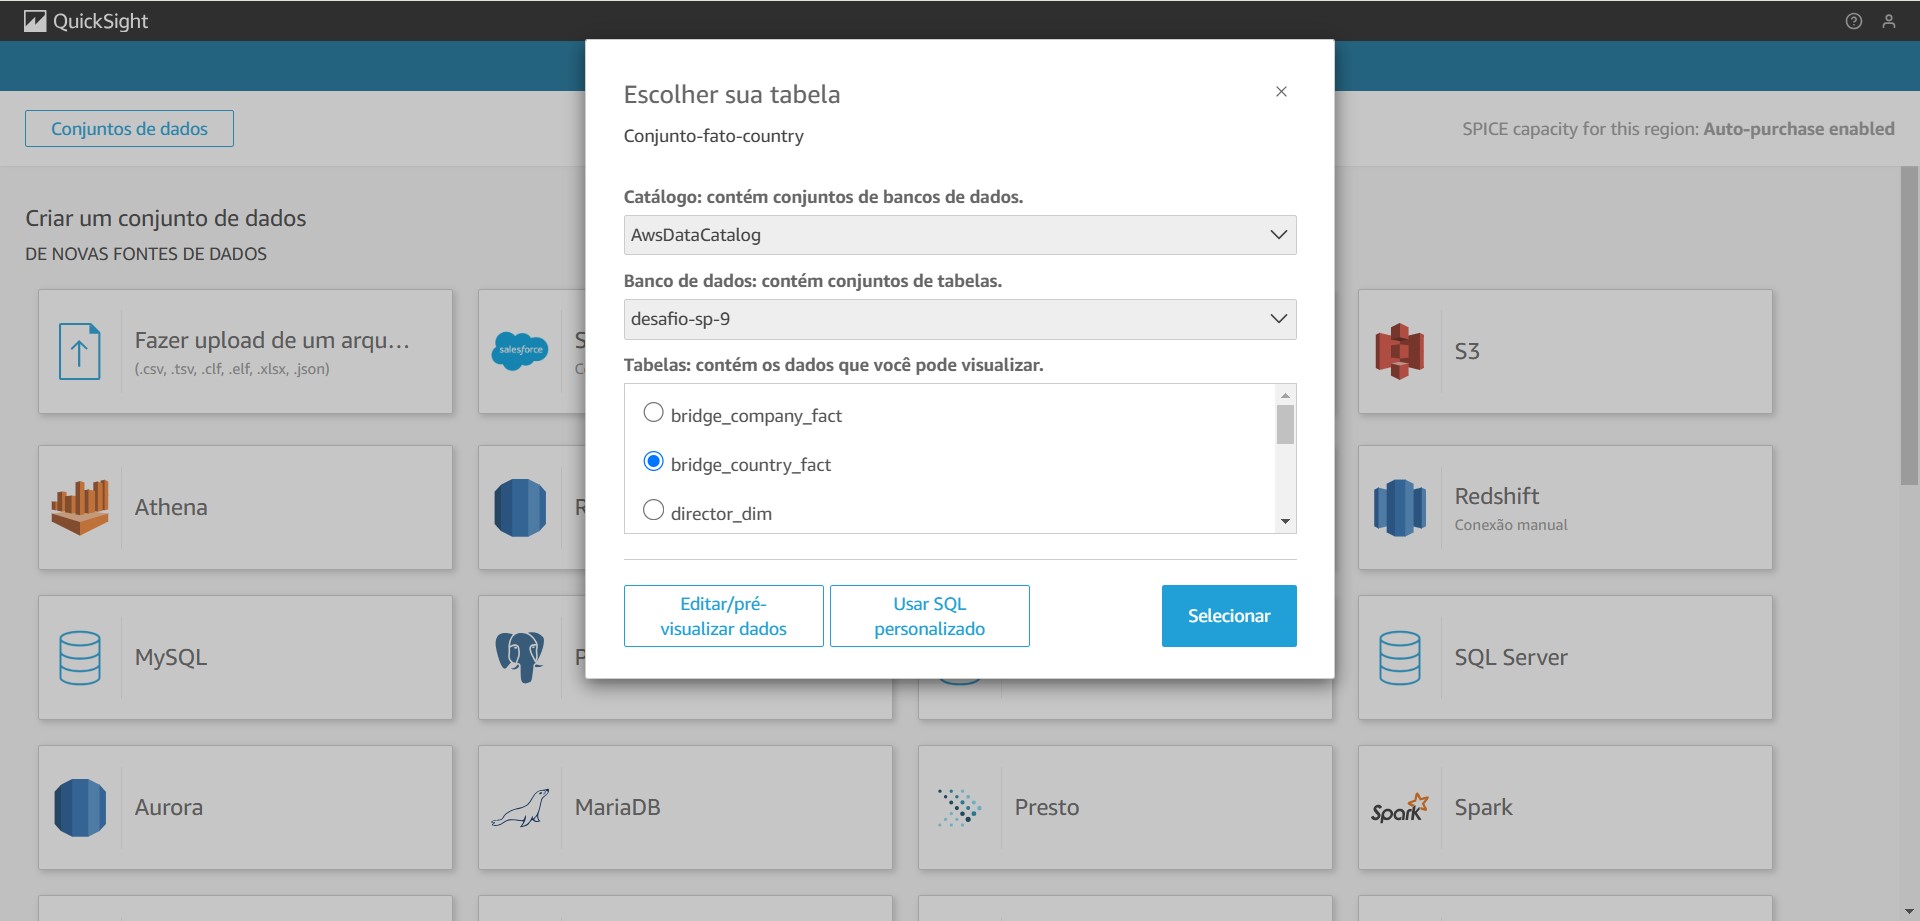 QuickSight
Escolher sua tabela
Conjunto-fato-country
Conjuntos de dados
SPICE capacity for this region: Auto-purchase enabled
Catálogo: contém conjuntos de bancos de dados.
AwsDataCatalog
Criar um conjunto de dados
DE NOVAS FONTES DE DADOS
Banco de dados: contém conjuntos de tabelas.
desafio-sp-9
Tabelas: contém os dados que você pode visualizar.
bridge_company_fact
bridge_country_fact
director_dim
Editar/pré-
visualizar dados
Usar SQL
personalizado
Selecionar
Fazer upload de um arqu...
(.csv, .tsv, .clf, .elf, .xlsx, .json)
salesforce
S3
Athena
Redshift
Conexão manual
MySQL
SQL Server
Aurora
MariaDB
Presto
Spark
Spark